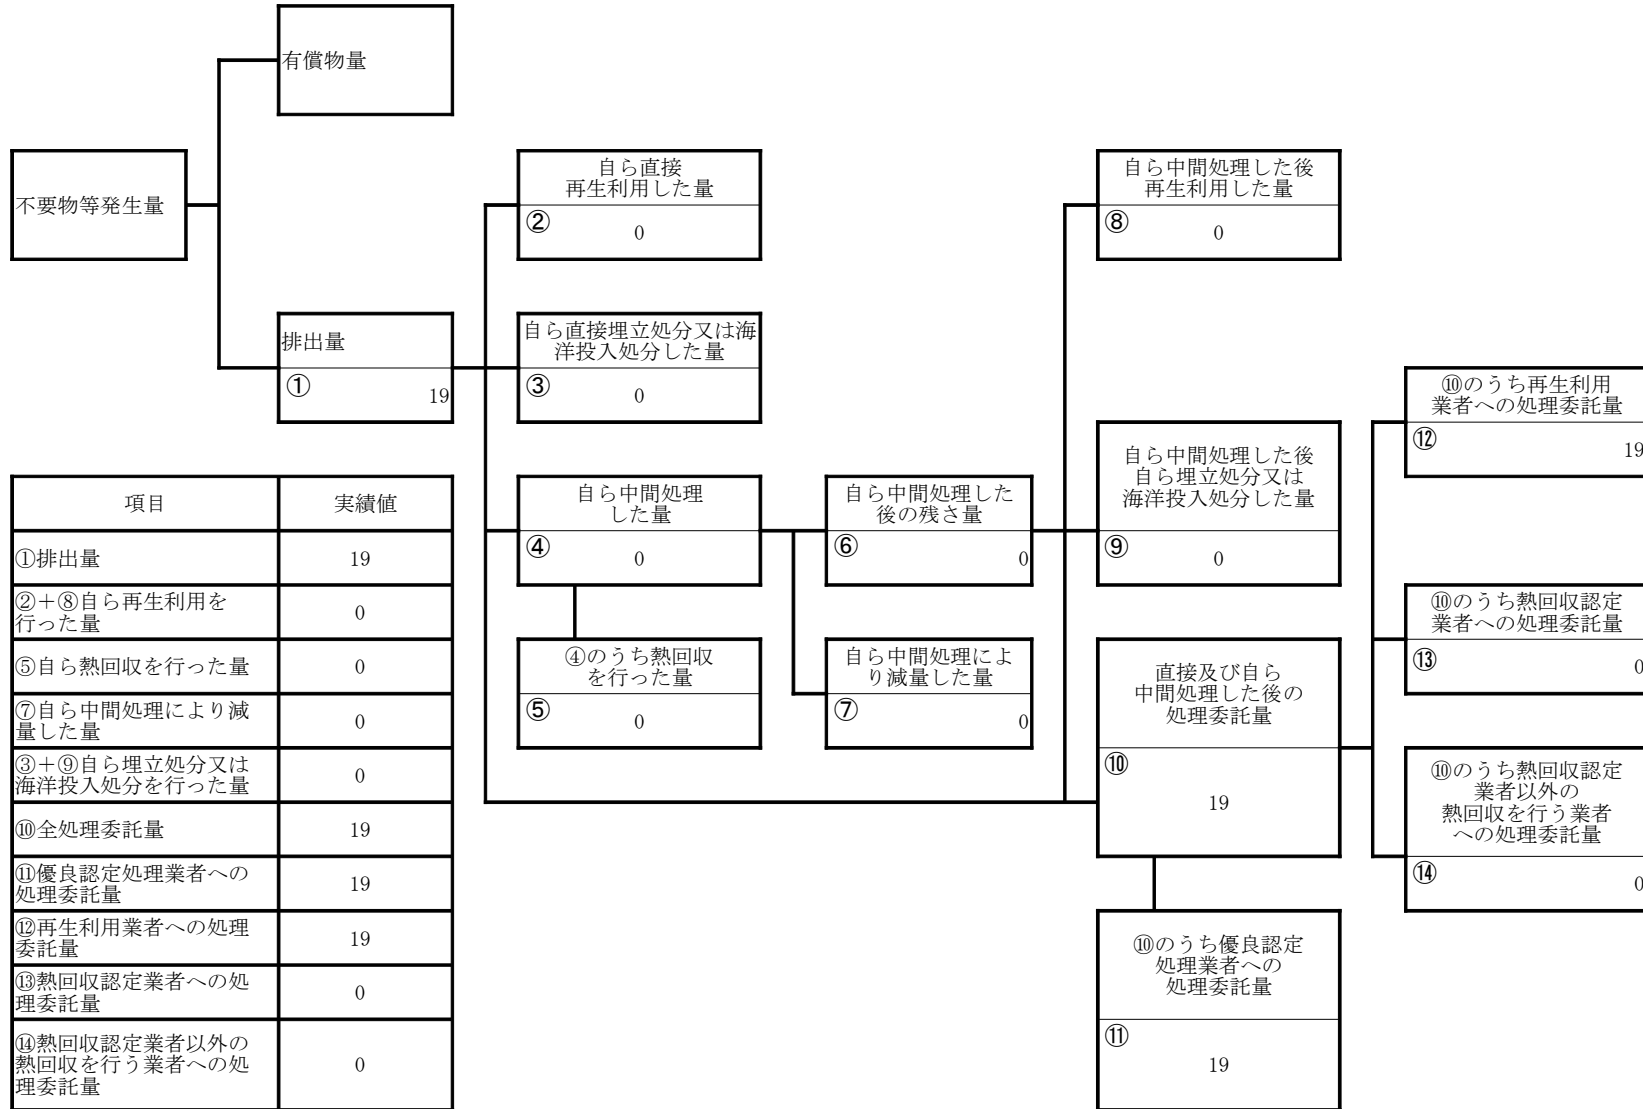 有償物量
不要物等発生量
排出量
①
19
自ら直接
再生利用した量
②
0
自ら直接埋立処分又は海
洋投入処分した量
③
0
自ら中間処理
した量
④
0
④のうち熱回収
を行った量
⑤
0
自ら中間処理した
後の残さ量
⑥
0
自ら中間処理によ
り減量した量
⑦
0
自ら中間処理した後
再生利用した量
⑧
0
自ら中間処理した後
自ら埋立処分又は
海洋投入処分した量
⑨
0
直接及び自ら
中間処理した後の
処理委託量
⑩
19
⑩のうち優良認定
処理業者への
処理委託量
⑪
19
⑩のうち再生利用
業者への処理委託量
⑫
19
⑩のうち熱回収認定
業者への処理委託量
⑬
0
⑩のうち熱回収認定
業者以外の
熱回収を行う業者
への処理委託量
⑭
0
項目 実績値
①排出量 19
②+⑧自ら再生利用を
行った量 0
⑤自ら熱回収を行った量 0
⑦自ら中間処理により減
量した量 0
③+⑨自ら埋立処分又は
海洋投入処分を行った量 0
⑩全処理委託量 19
⑪優良認定処理業者への
処理委託量 19
⑫再生利用業者への処理
委託量 19
⑬熱回収認定業者への処
理委託量 0
⑭熱回収認定業者以外の
熱回収を行う業者への処
理委託量 0